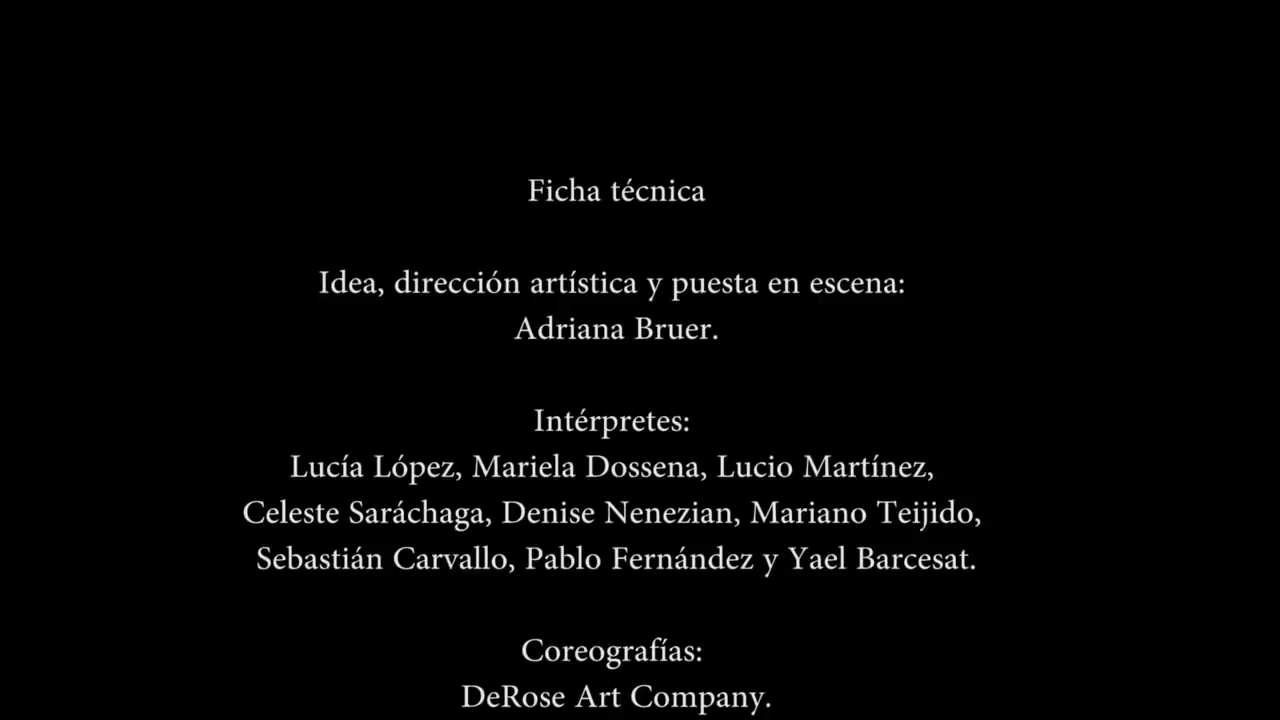 Ficha técnica
Idea, dirección artística y puesta en escena:
Adriana Bruer.
Intérpretes:
Lucía López, Mariela Dossena, Lucio Martínez,
Celeste Saráchaga, Denise Nenezian, Mariano Teijido,
Sebastián Carvallo, Pablo Fernández y Yael Barcesat.
Coreografías:
DeRose Art Company.